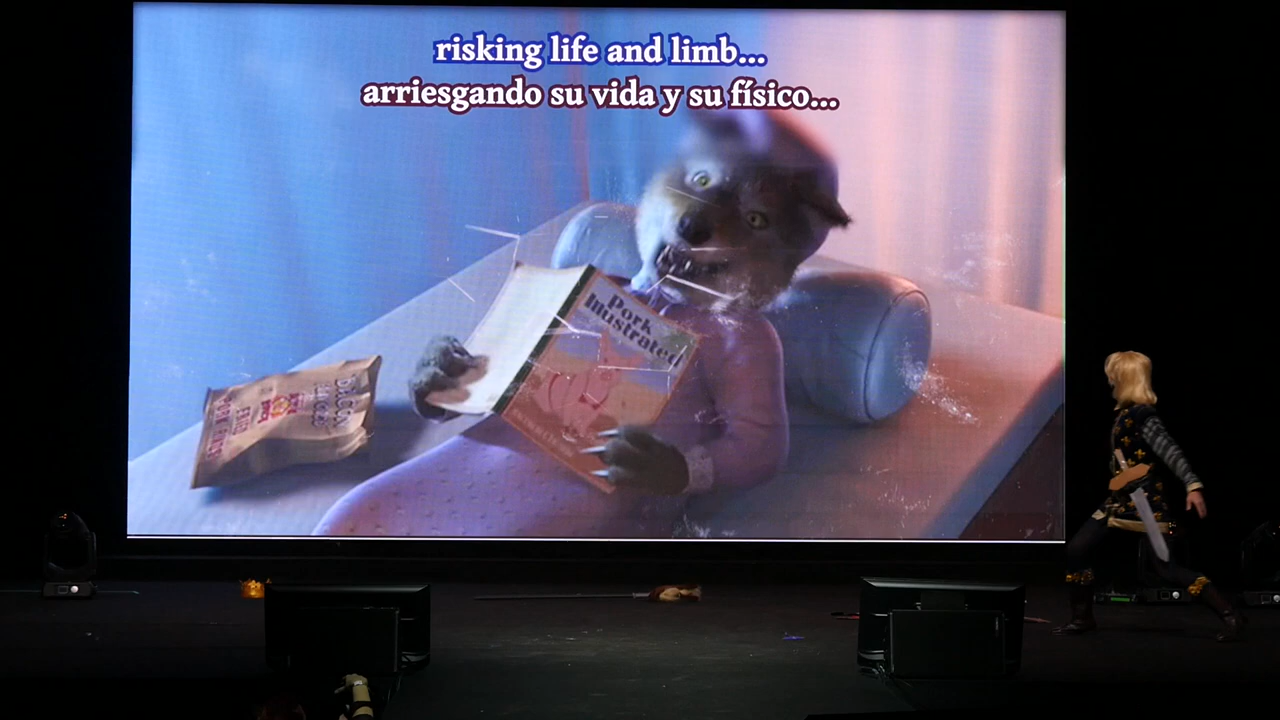 risking life and limb...
arriesgando su vida y su físico...
Pork
Illustrated